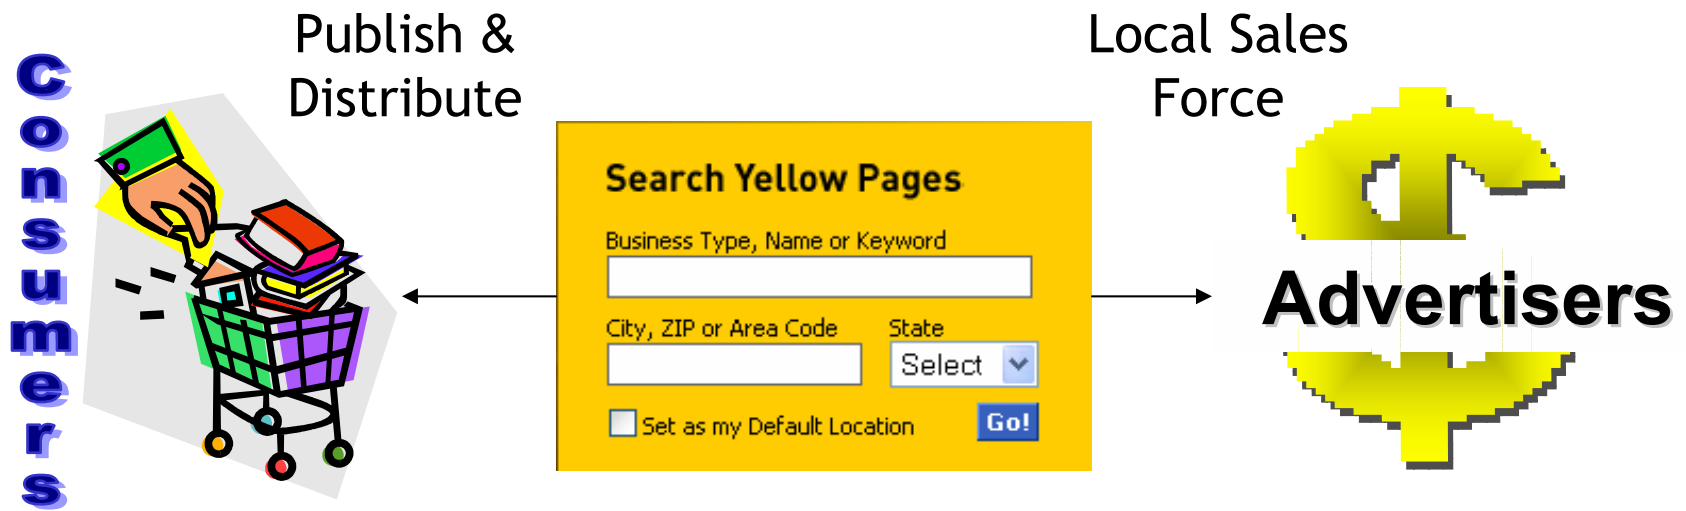 Consumers
Publish &
Distribute
Local Sales
Force
Search Yellow Pages
Business Type, Name or Keyword
City, ZIP or Area Code
State
Select
Set as my Default Location
Go!
Advertisers